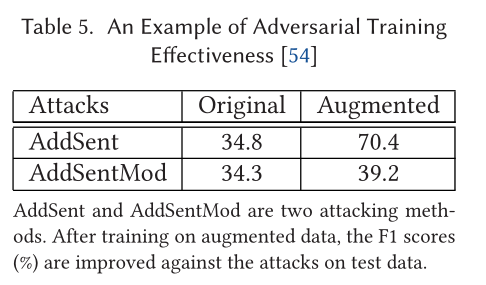 Table 5. An Example of Adversarial Training
Effectiveness [54]
Attacks Original Augmented
AddSent 34.8 70.4
AddSentMod 34.3 39.2
AddSent and AddSentMod are two attacking meth-
ods. After training on augmented data, the F1 scores
(%) are improved against the attacks on test data.